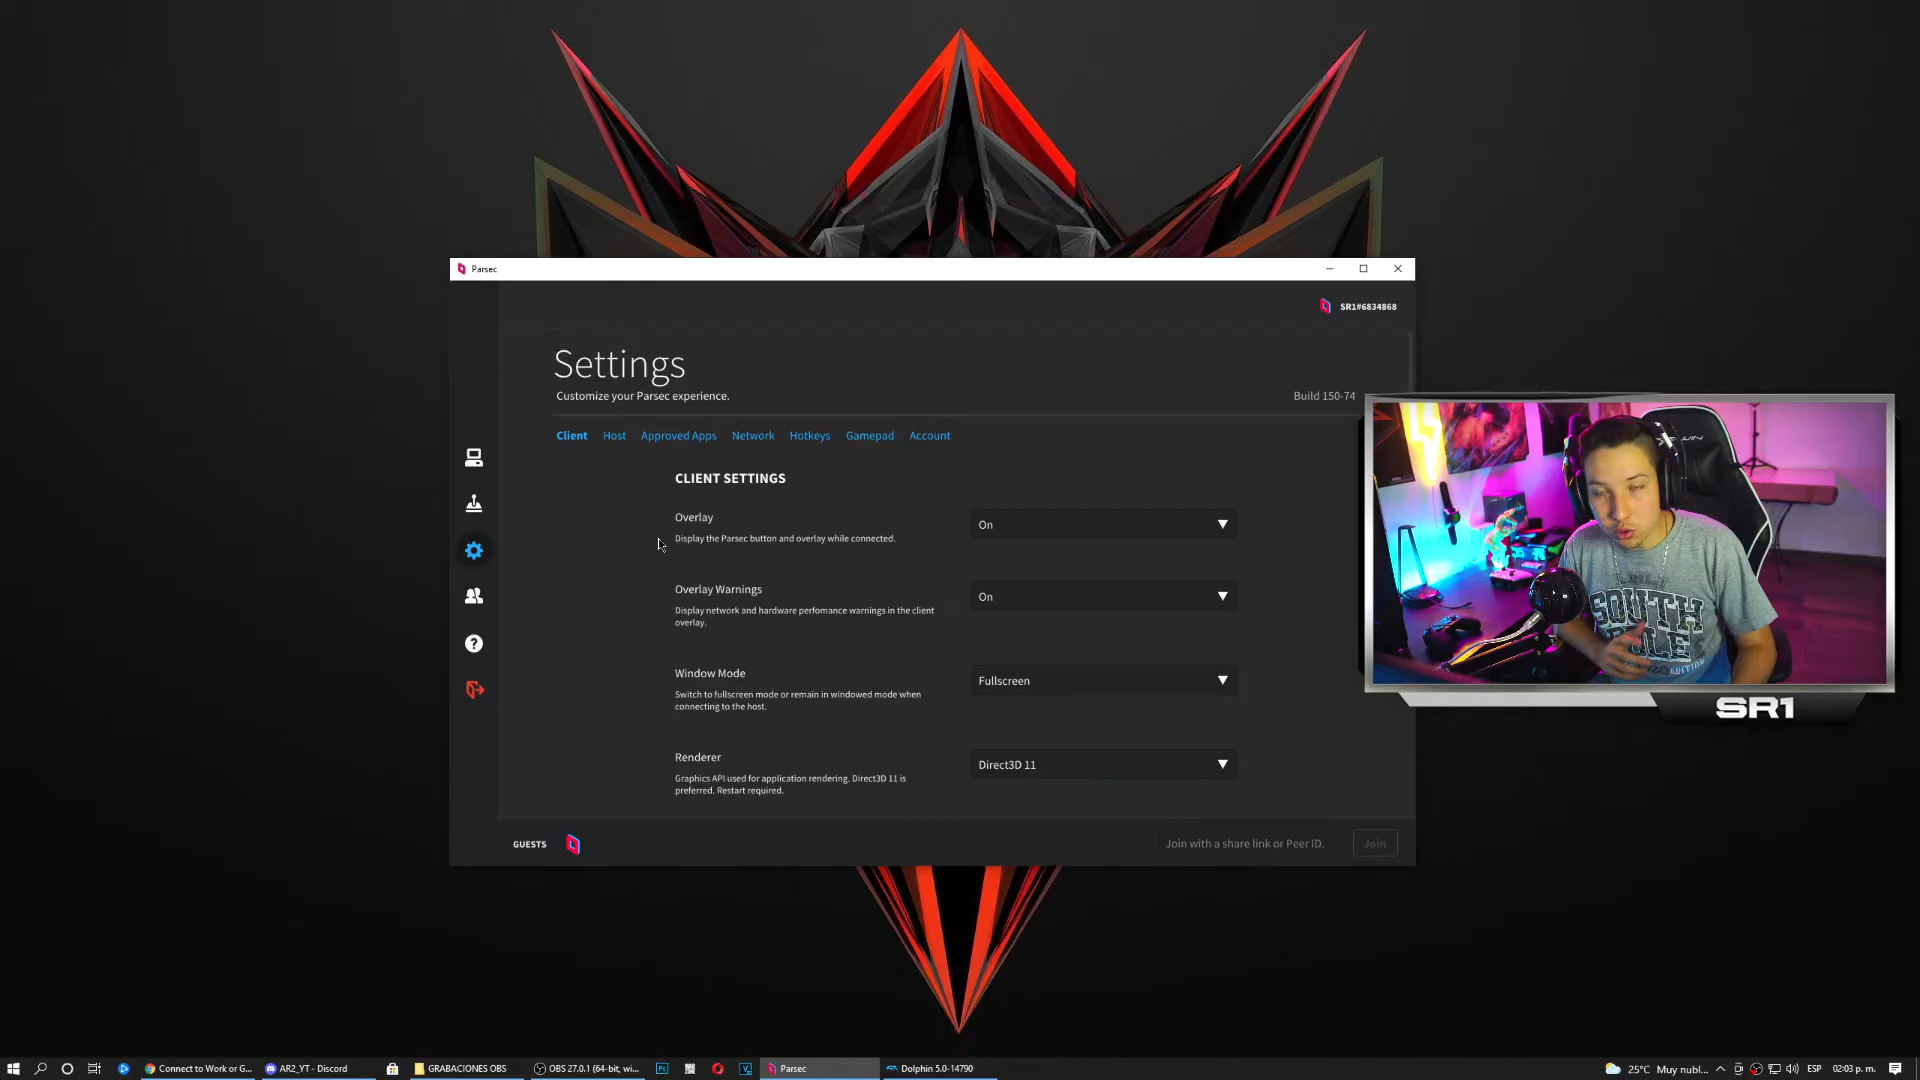 Parsec
SR1#6834868
Settings
Customize your Parsec experience.
Build 150-74
Client Host Approved Apps Network Hotkeys Gamepad Account
CLIENT SETTINGS
Overlay
Display the Parsec button and overlay while connected.
On
Overlay Warnings
Display network and hardware perfomance warnings in the client
overlay.
On
Window Mode
Switch to fullscreen mode or remain in windowed mode when
connecting to the host.
Fullscreen
Renderer
Graphics API used for application rendering. Direct3D 11 is
preferred. Restart required.
Direct3D 11
GUESTS
Join with a share link or Peer ID.
Join
SOUTH
SR1
Connect to Work or G...
AR2_YT - Discord
GRABACIONES OBS
OBS 27.0.1 (64-bit, wi...
Ps
Parsec
Dolphin 5.0-14790
25°C Muy nubl...
ESP
02:03 p. m.